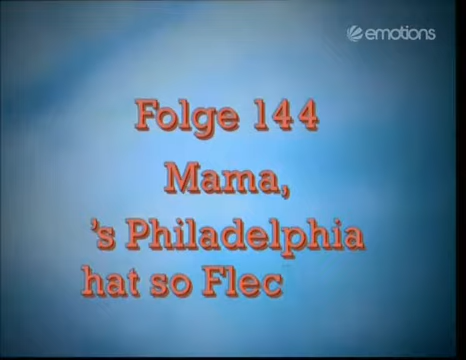 emotions
Folge 144
Mama,
's Philadelphia
hat so Flec